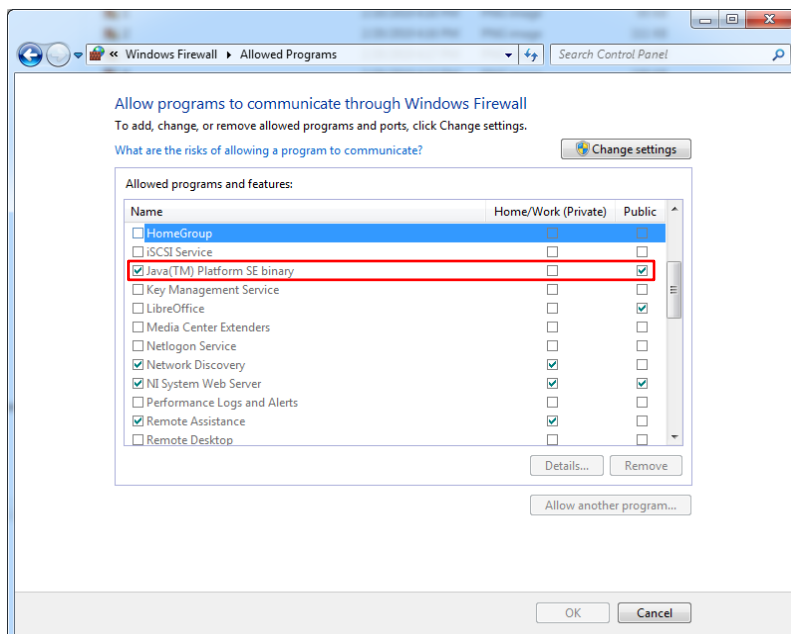 « Windows Firewall ▸ Allowed Programs
Search Control Panel
Allow programs to communicate through Windows Firewall
To add, change, or remove allowed programs and ports, click Change settings.
What are the risks of allowing a program to communicate?
Change settings
Allowed programs and features:
Name Home/Work (Private) Public
HomeGroup
iSCSI Service
Java(TM) Platform SE binary
Key Management Service
LibreOffice
Media Center Extenders
Netlogon Service
Network Discovery
NI System Web Server
Performance Logs and Alerts
Remote Assistance
Remote Desktop
Details... Remove
Allow another program...
OK Cancel